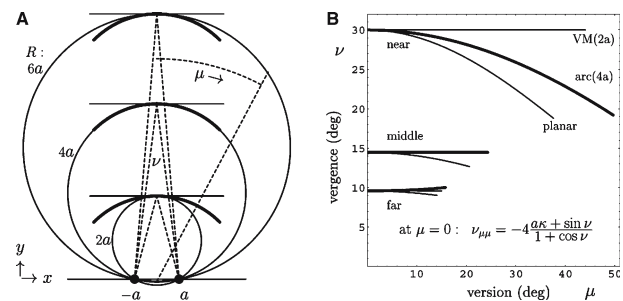 A
R :
6a
μ→
4a
ν
2a
y
↑
→ x
−a
a
B
30
25
20
15
10
5
ν
vergence (deg)
near
VM(2a)
arc(4a)
planar
middle
far
at μ = 0 : ν_μμ = −4 (aκ + sin ν)/(1 + cos ν)
10 20 30 40 50
version (deg) μ